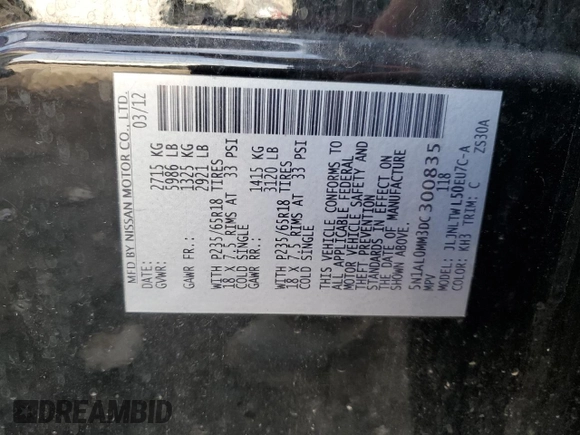 MFD BY NISSAN MOTOR CO., LTD.
DATE: 03/12
GVWR: 2715 KG
5986 LB
GAWR FR.: 1325 KG
2921 LB
WITH P235/65R18 TIRES
18 X 7.5 RIMS AT 33 PSI
COLD SINGLE
GAWR RR.: 1415 KG
3120 LB
WITH P235/65R18 TIRES
18 X 7.5 RIMS AT 33 PSI
COLD SINGLE
THIS VEHICLE CONFORMS TO
ALL APPLICABLE FEDERAL
MOTOR VEHICLE SAFETY AND
THEFT PREVENTION
STANDARDS IN EFFECT ON
THE DATE OF MANUFACTURE
SHOWN ABOVE.
5N1AL0MM3DC300835
MPV 118
MODEL: JLJNLTWL50EU7C-A
COLOR: KH3 TRIM: C ZS30A
DREAMBID